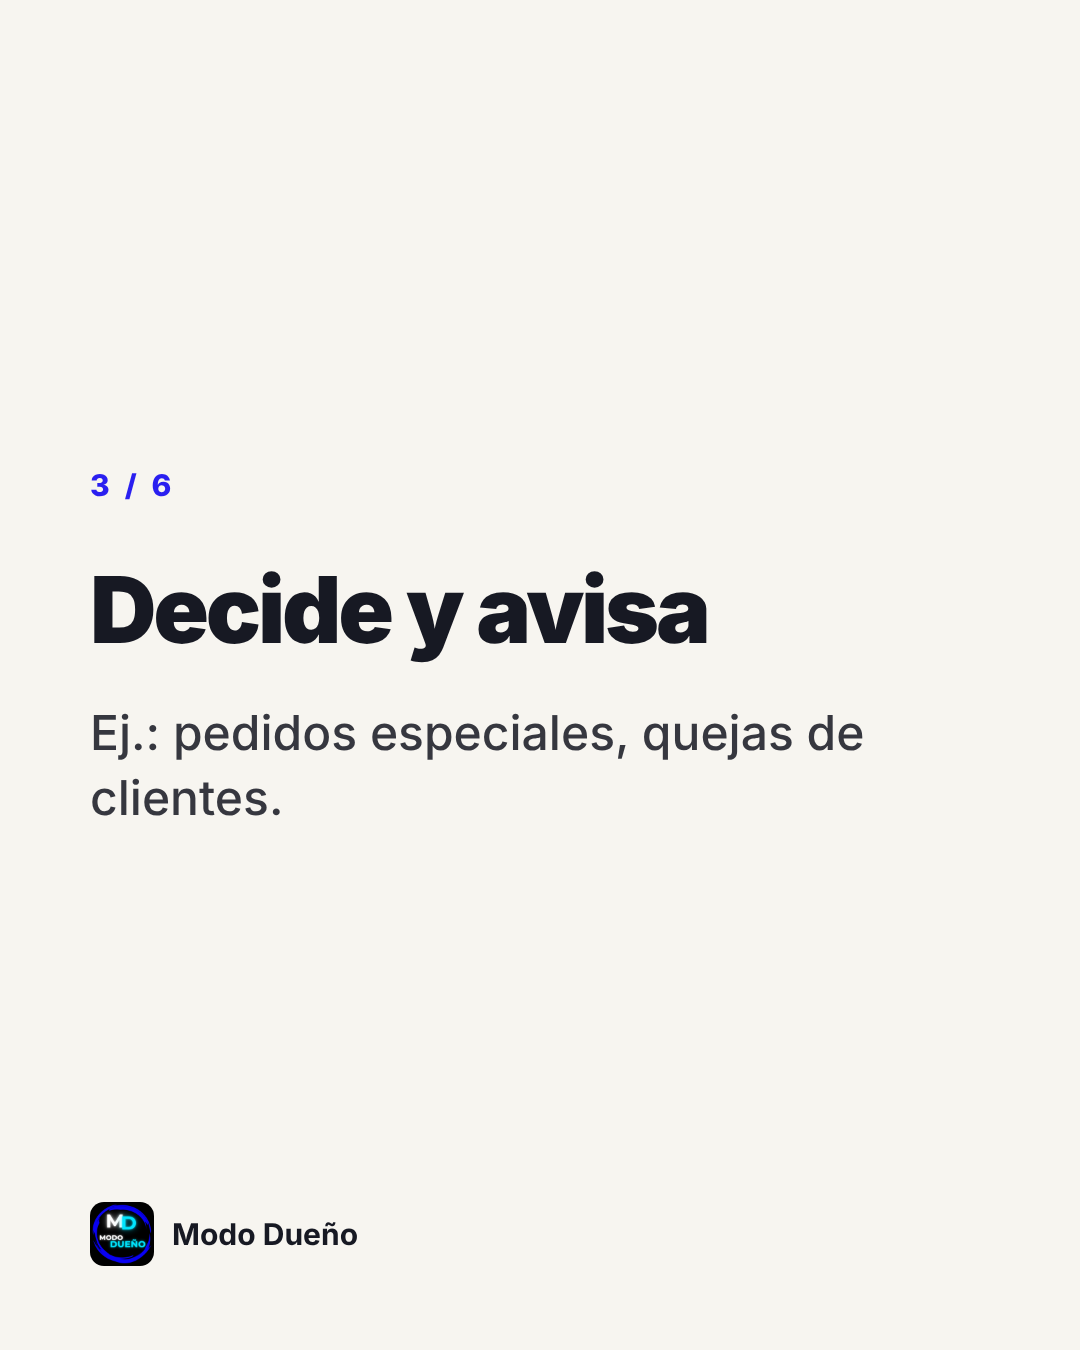 3 / 6
Decide y avisa
Ej.: pedidos especiales, quejas de
clientes.
MD
MODO
DUEÑO
Modo Dueño